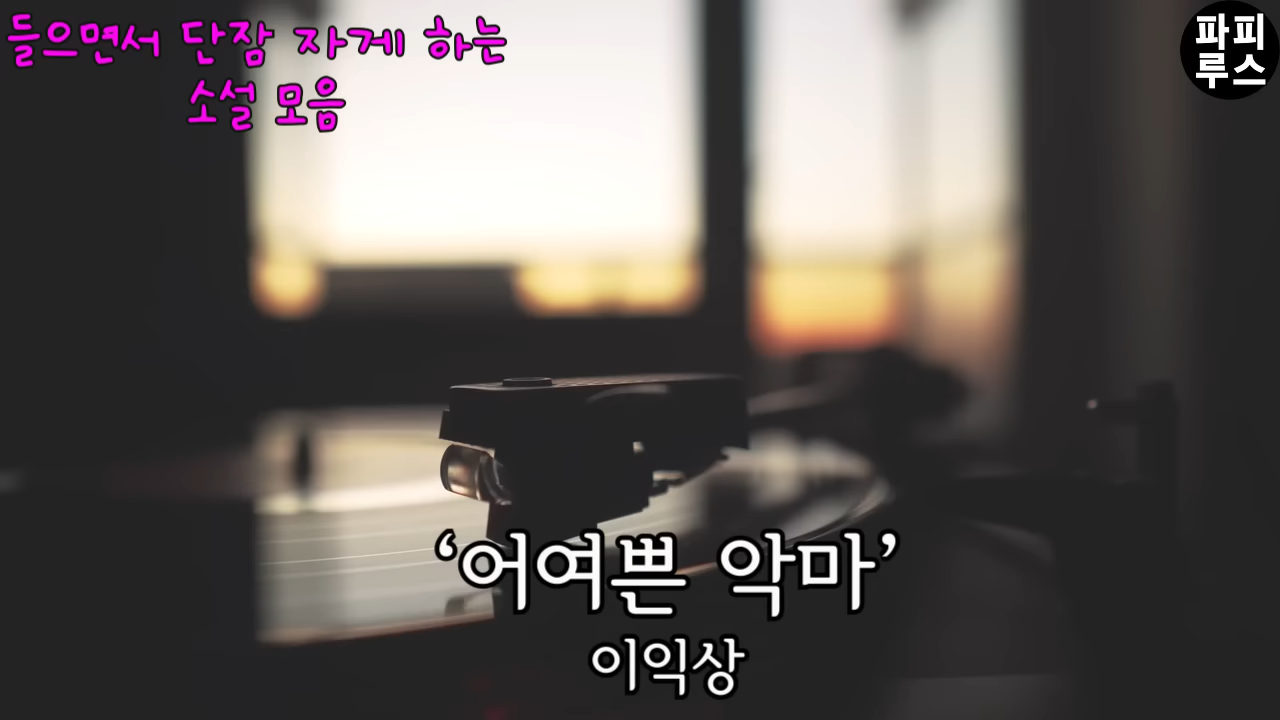 들으면서 단잠 자게 하는
소설 모음
파피
루스
‘어여쁜 악마’
이익상